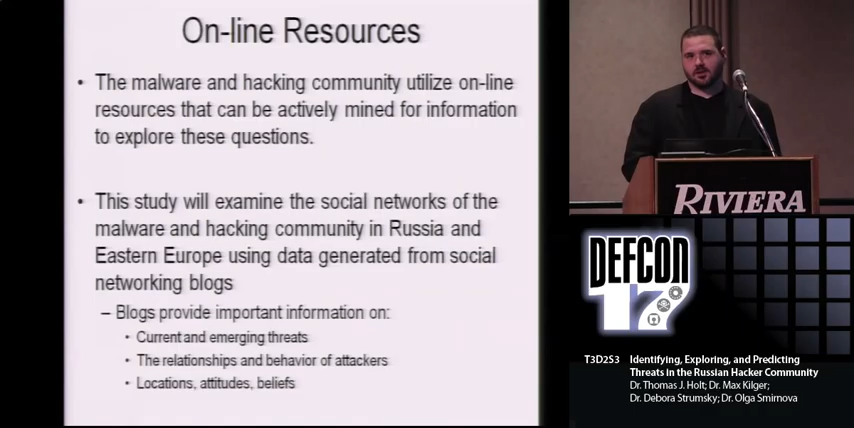 On-line Resources
• The malware and hacking community utilize on-line
resources that can be actively mined for information
to explore these questions.
• This study will examine the social networks of the
malware and hacking community in Russia and
Eastern Europe using data generated from social
networking blogs
– Blogs provide important information on:
• Current and emerging threats
• The relationships and behavior of attackers
• Locations, attitudes, beliefs
RIVIERA
DEFCON
17
T3D2S3 Identifying, Exploring, and Predicting
Threats in the Russian Hacker Community
Dr. Thomas J. Holt; Dr. Max Kilger;
Dr. Debora Strumsky; Dr. Olga Smirnova